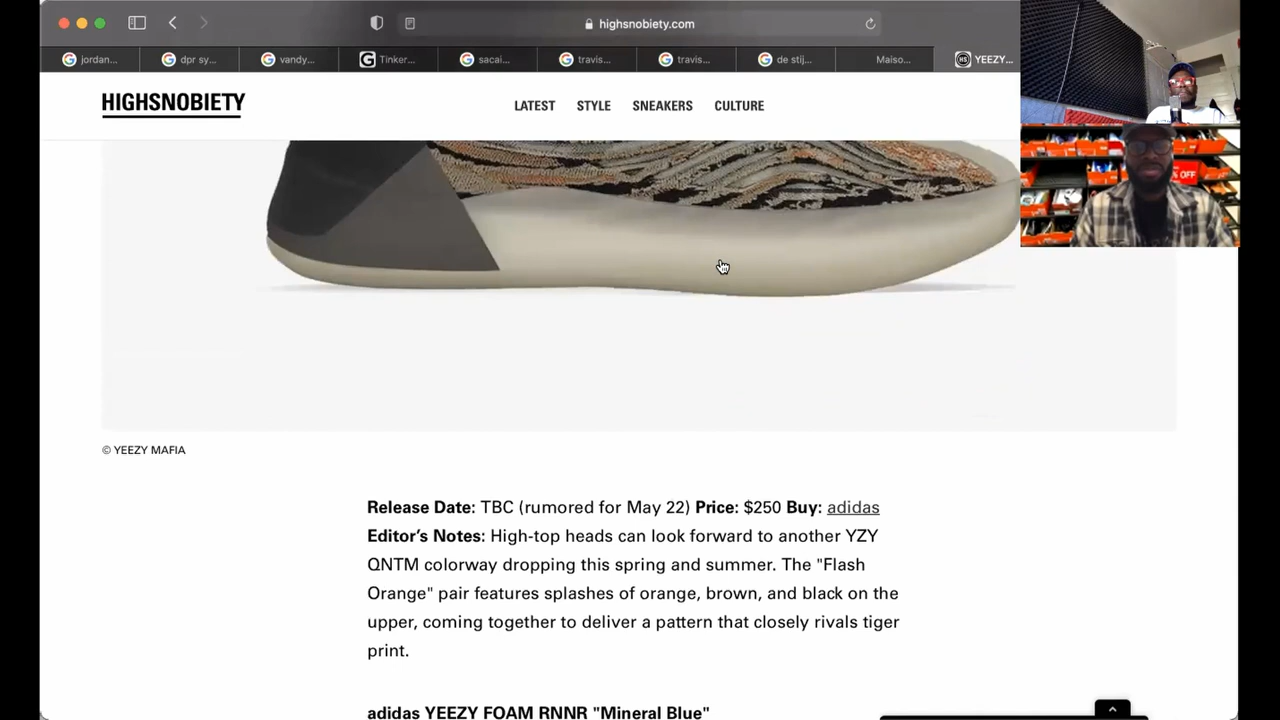 highsnobiety.com
jordan...
dpr sy...
vandy...
Tinker...
sacai...
travis...
travis...
de stij...
Maiso...
HS
YEEZY...
HIGHSNOBIETY
LATEST
STYLE
SNEAKERS
CULTURE
% OFF
© YEEZY MAFIA
Release Date: TBC (rumored for May 22) Price: $250 Buy: adidas
Editor's Notes: High-top heads can look forward to another YZY
QNTM colorway dropping this spring and summer. The "Flash
Orange" pair features splashes of orange, brown, and black on the
upper, coming together to deliver a pattern that closely rivals tiger
print.
adidas YEEZY FOAM RNNR "Mineral Blue"